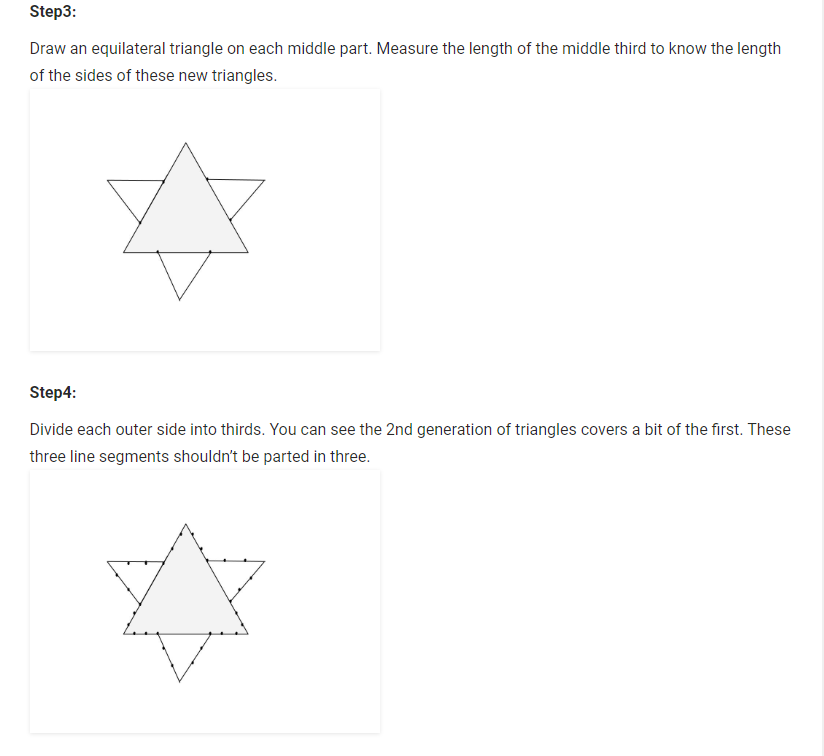 Step3:
Draw an equilateral triangle on each middle part. Measure the length of the middle third to know the length
of the sides of these new triangles.
Step4:
Divide each outer side into thirds. You can see the 2nd generation of triangles covers a bit of the first. These
three line segments shouldn't be parted in three.